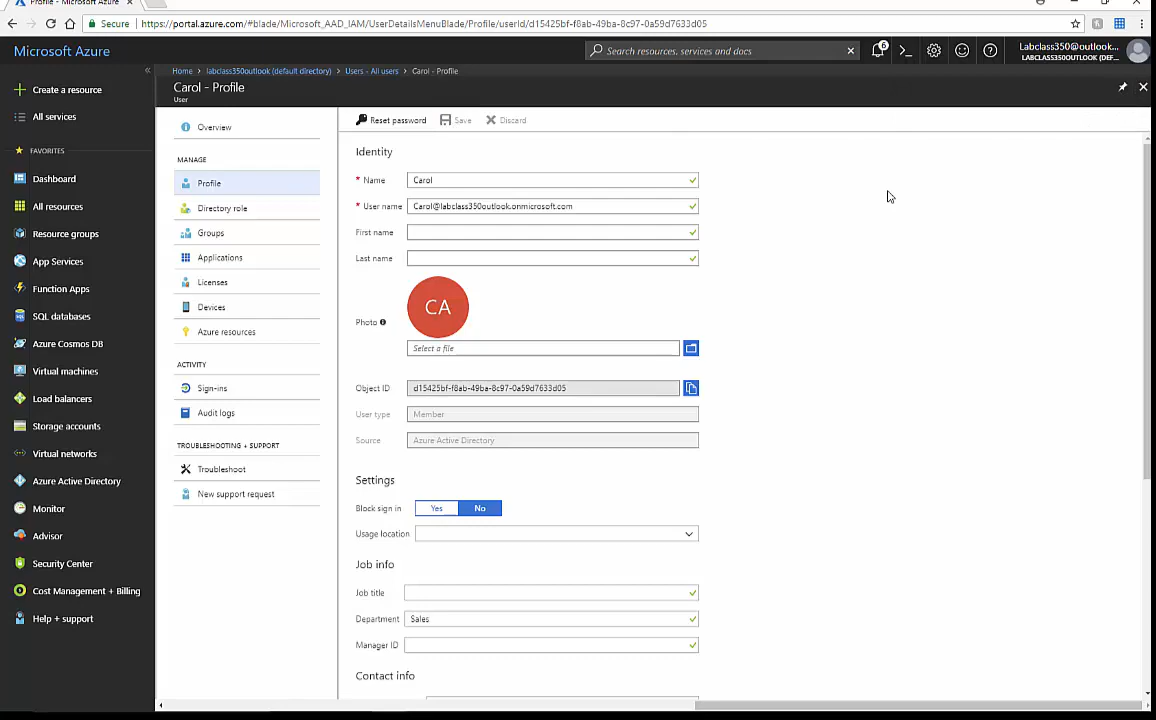 Profile - Microsoft Azu
Secure
https://portal.azure.com/#blade/Microsoft_AAD_IAM/UserDetailsMenuBlade/Profile/userId/d15425bf-f8ab-49ba-8c97-0a59d7633d05
Microsoft Azure
Search resources, services and docs
6
Labclass350@outlook...
LABCLASS350OUTLOOK (DEF...
Home > labclass350outlook (default directory) > Users - All users > Carol - Profile
Carol - Profile
User
Create a resource
All services
FAVORITES
Dashboard
All resources
Resource groups
App Services
Function Apps
SQL databases
Azure Cosmos DB
Virtual machines
Load balancers
Storage accounts
Virtual networks
Azure Active Directory
Monitor
Advisor
Security Center
Cost Management + Billing
Help + support
Overview
MANAGE
Profile
Directory role
Groups
Applications
Licenses
Devices
Azure resources
ACTIVITY
Sign-ins
Audit logs
TROUBLESHOOTING + SUPPORT
Troubleshoot
New support request
Reset password Save Discard
Identity
* Name Carol
* User name Carol@labclass350outlook.onmicrosoft.com
First name
Last name
CA
Photo
Select a file
Object ID d15425bf-f8ab-49ba-8c97-0a59d7633d05
User type Member
Source Azure Active Directory
Settings
Block sign in Yes No
Usage location
Job info
Job title
Department Sales
Manager ID
Contact info